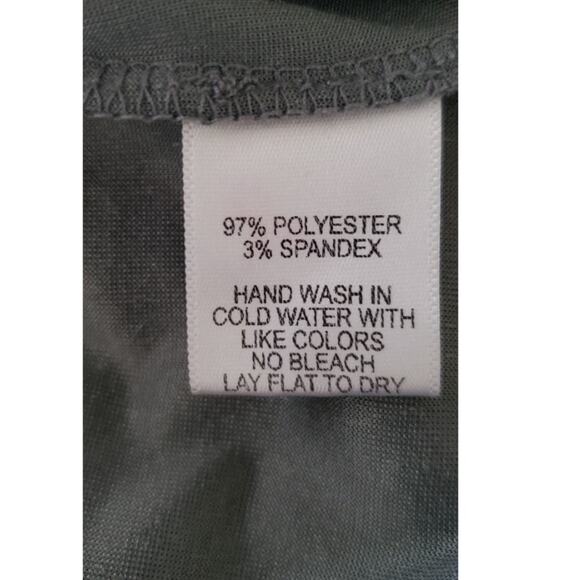 97% POLYESTER
3% SPANDEX
HAND WASH IN
COLD WATER WITH
LIKE COLORS
NO BLEACH
LAY FLAT TO DRY